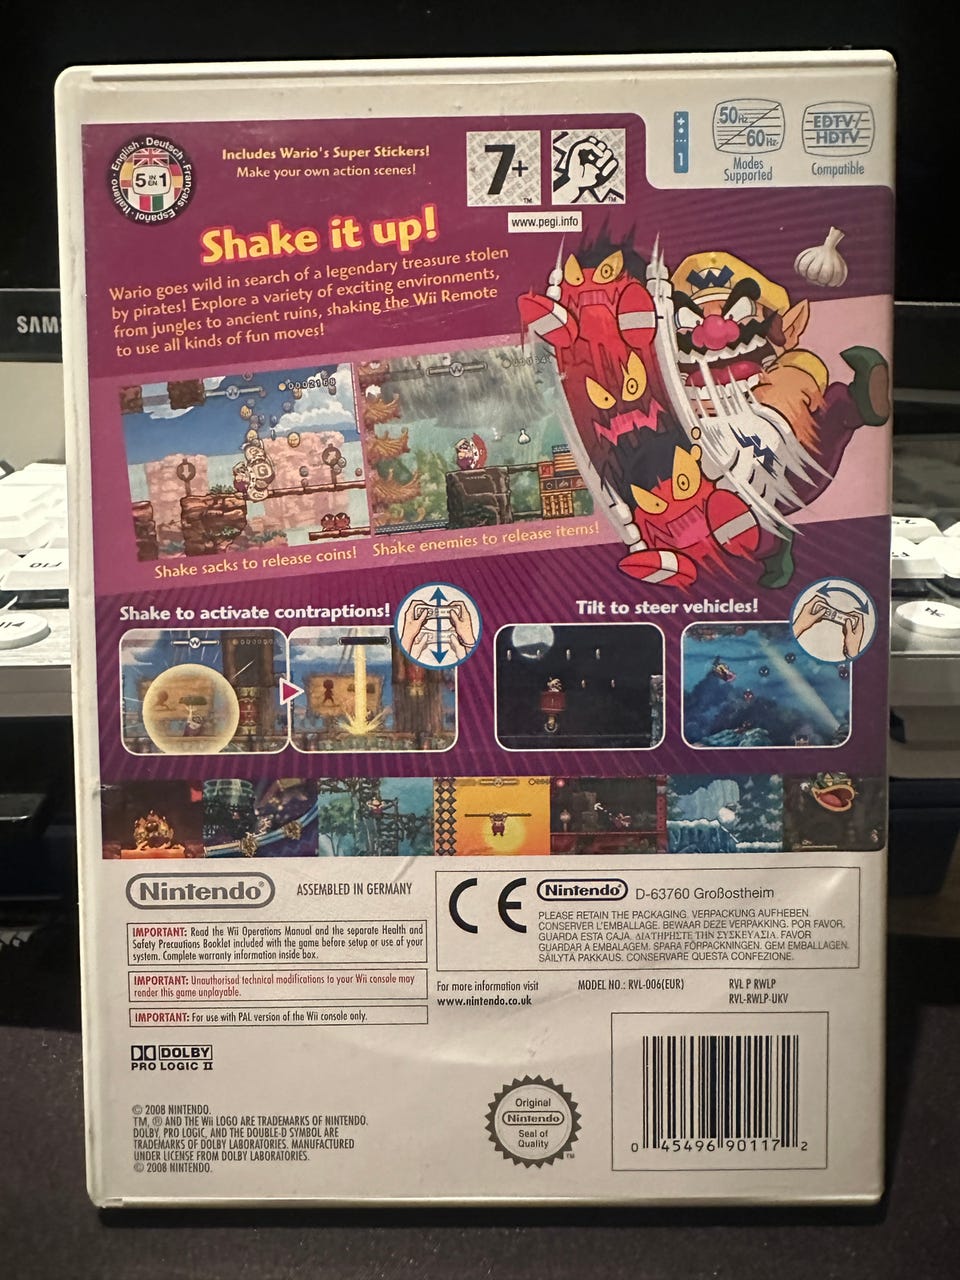 English · Deutsch · Français · Español · Italiano
5 IN EN 1
Includes Wario's Super Stickers!
Make your own action scenes!
7+
™
™
www.pegi.info
1
50Hz
60Hz
Modes
Supported
EDTV/
HDTV
Compatible
Shake it up!
Wario goes wild in search of a legendary treasure stolen
by pirates! Explore a variety of exciting environments,
from jungles to ancient ruins, shaking the Wii Remote
to use all kinds of fun moves!
SAMS
Shake sacks to release coins!
Shake enemies to release items!
Shake to activate contraptions!
Tilt to steer vehicles!
F10
Nintendo®
ASSEMBLED IN GERMANY
IMPORTANT: Read the Wii Operations Manual and the separate Health and
Safety Precautions Booklet included with the game before setup or use of your
system. Complete warranty information inside box.
IMPORTANT: Unauthorised technical modifications to your Wii console may
render this game unplayable.
IMPORTANT: For use with PAL version of the Wii console only.
CE
Nintendo® D-63760 Großostheim
PLEASE RETAIN THE PACKAGING. VERPACKUNG AUFHEBEN.
CONSERVER L'EMBALLAGE. BEWAAR DEZE VERPAKKING. POR FAVOR,
GUARDA ESTA CAJA. ΔΙΑΤΗΡΗΣΤΕ ΤΗΝ ΣΥΣΚΕΥΑΣΙΑ. FAVOR
GUARDAR A EMBALAGEM. SPARA FÖRPACKNINGEN. GEM EMBALLAGEN.
SÄILYTÄ PAKKAUS. CONSERVARE QUESTA CONFEZIONE.
For more information visit
www.nintendo.co.uk
MODEL NO.: RVL-006(EUR)
RVL P RWLP
RVL-RWLP-UKV
DOLBY
PRO LOGIC II
© 2008 NINTENDO.
TM, ® AND THE Wii LOGO ARE TRADEMARKS OF NINTENDO.
DOLBY, PRO LOGIC, AND THE DOUBLE-D SYMBOL ARE
TRADEMARKS OF DOLBY LABORATORIES. MANUFACTURED
UNDER LICENSE FROM DOLBY LABORATORIES.
© 2008 NINTENDO.
Original
Nintendo®
Seal of
Quality
™
0 45496 90117 2